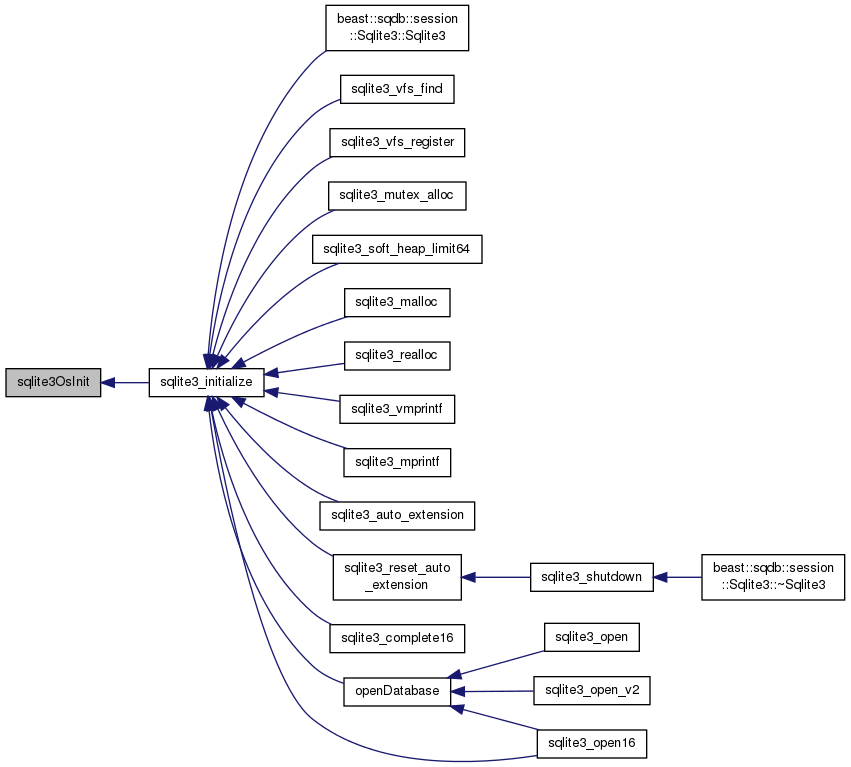 beast::sqdb::session
::Sqlite3::Sqlite3
sqlite3_vfs_find
sqlite3_vfs_register
sqlite3_mutex_alloc
sqlite3_soft_heap_limit64
sqlite3_malloc
sqlite3_realloc
sqlite3OsInit
sqlite3_initialize
sqlite3_vmprintf
sqlite3_mprintf
sqlite3_auto_extension
sqlite3_reset_auto
_extension
sqlite3_shutdown
beast::sqdb::session
::Sqlite3::~Sqlite3
sqlite3_complete16
sqlite3_open
openDatabase
sqlite3_open_v2
sqlite3_open16